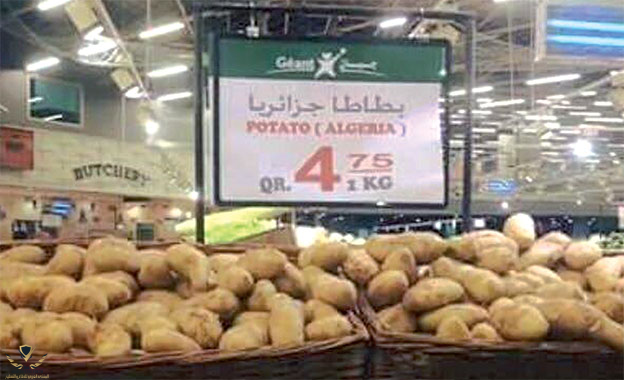 Géant
بطاطا جزائريا
POTATO ( ALGERIA )
QR. 4 75
1 KG
BUTCHERY